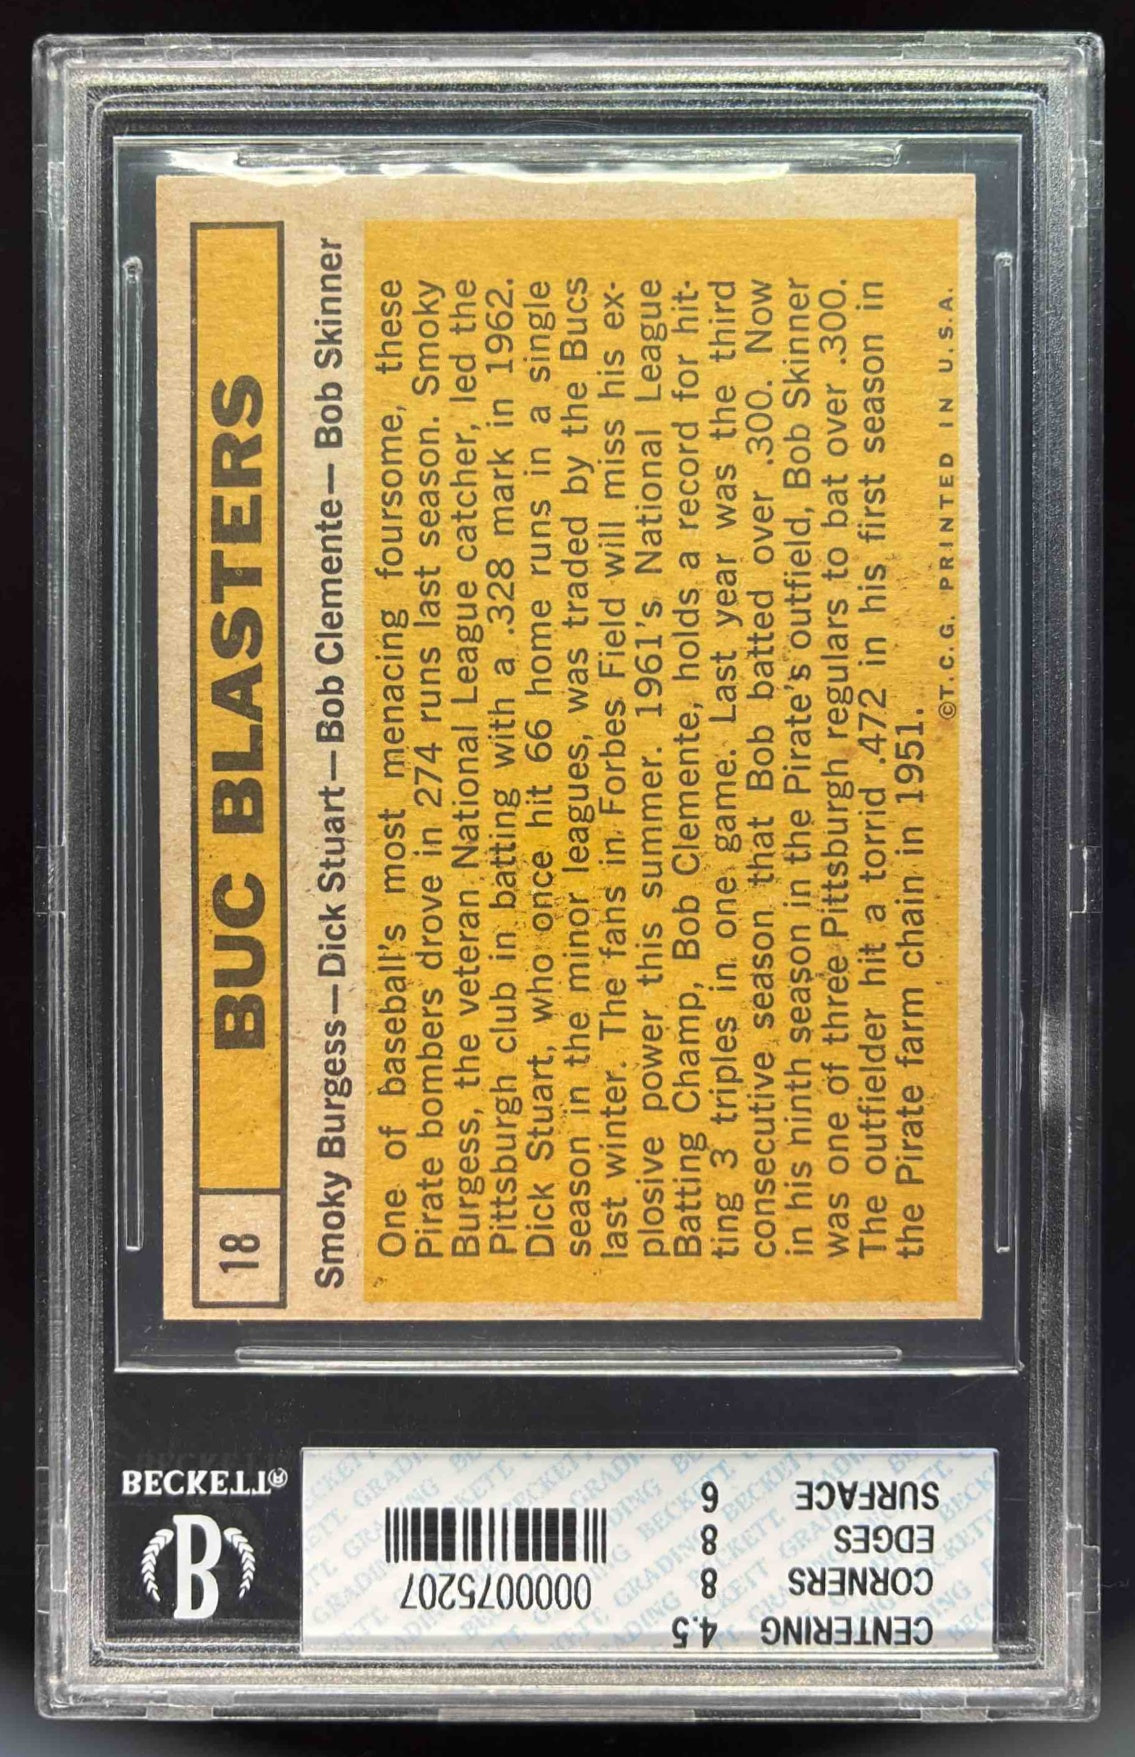 18
BUC BLASTERS
Smoky Burgess—Dick Stuart—Bob Clemente—Bob Skinner
One of baseball's most menacing foursome, these
Pirate bombers drove in 274 runs last season. Smoky
Burgess, the veteran National League catcher, led the
Pittsburgh club in batting with a .328 mark in 1962.
Dick Stuart, who once hit 66 home runs in a single
season in the minor leagues, was traded by the Bucs
last winter. The fans in Forbes Field will miss his ex-
plosive power this summer. 1961's National League
Batting Champ, Bob Clemente, holds a record for hit-
ting 3 triples in one game. Last year was the third
consecutive season that Bob batted over .300. Now
in his ninth season in the Pirate's outfield, Bob Skinner
was one of three Pittsburgh regulars to bat over .300.
The outfielder hit a torrid .472 in his first season in
the Pirate farm chain in 1951.
©T.C.G. PRINTED IN U.S.A.
BECKETT®
B
CENTERING 4.5
CORNERS 8
EDGES 8
SURFACE 6
0000075207